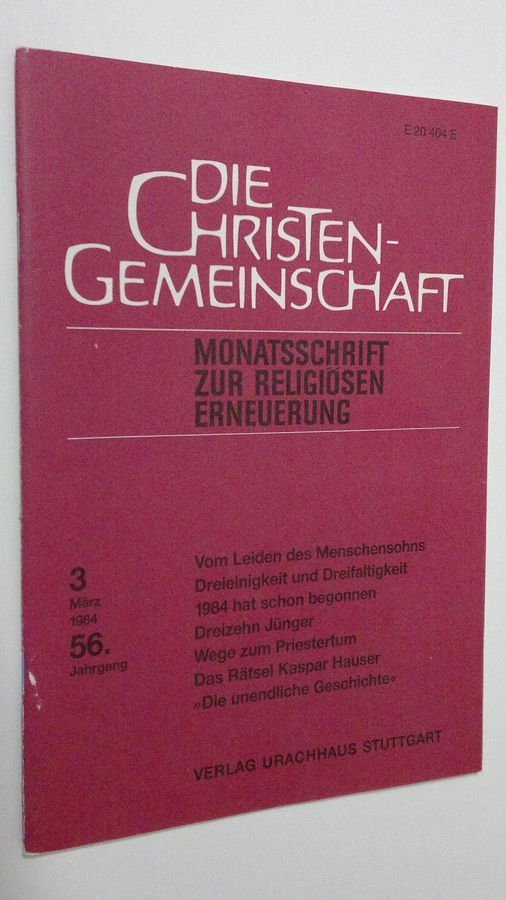 E 20 404 E
DIE
CHRISTEN-
GEMEINSCHAFT
MONATSSCHRIFT
ZUR RELIGIÖSEN
ERNEUERUNG
3
März
1984
56.
Jahrgang
Vom Leiden des Menschensohns
Dreieinigkeit und Dreifaltigkeit
1984 hat schon begonnen
Dreizehn Jünger
Wege zum Priestertum
Das Rätsel Kaspar Hauser
»Die unendliche Geschichte«
VERLAG URACHHAUS STUTTGART